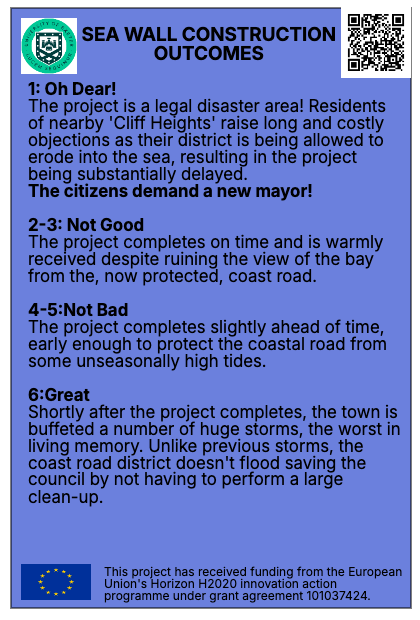 SEA WALL CONSTRUCTION
OUTCOMES
1: Oh Dear!
The project is a legal disaster area! Residents
of nearby 'Cliff Heights' raise long and costly
objections as their district is being allowed to
erode into the sea, resulting in the project
being substantially delayed.
The citizens demand a new mayor!
2-3: Not Good
The project completes on time and is warmly
received despite ruining the view of the bay
from the, now protected, coast road.
4-5:Not Bad
The project completes slightly ahead of time,
early enough to protect the coastal road from
some unseasonally high tides.
6:Great
Shortly after the project completes, the town is
buffeted a number of huge storms, the worst in
living memory. Unlike previous storms, the
coast road district doesn't flood saving the
council by not having to perform a large
clean-up.
This project has received funding from the European
Union's Horizon H2020 innovation action
programme under grant agreement 101037424.